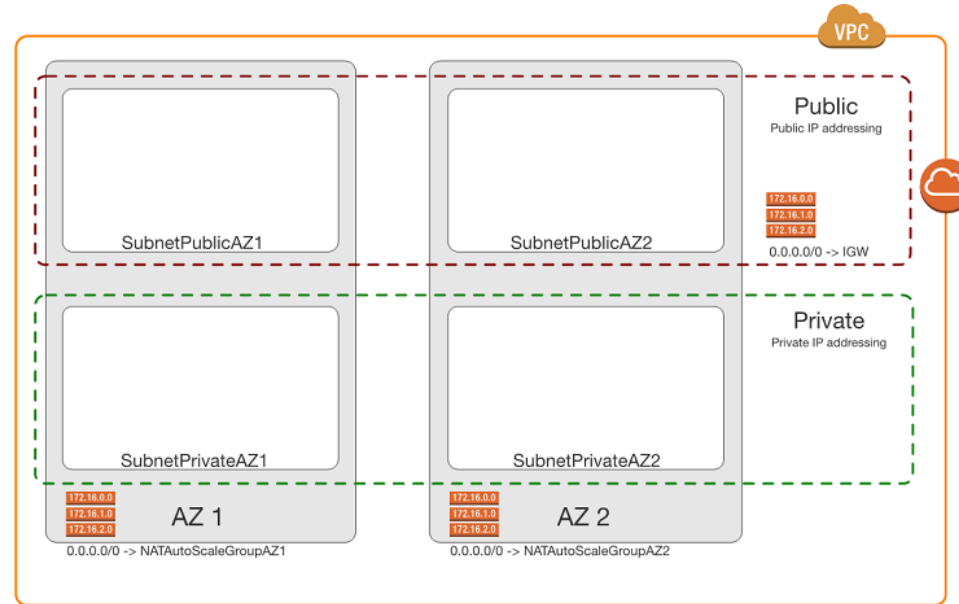 VPC
Public
Public IP addressing
172.16.0.0
172.16.1.0
172.16.2.0
SubnetPublicAZ1
SubnetPublicAZ2
0.0.0.0/0 -> IGW
Private
Private IP addressing
SubnetPrivateAZ1
SubnetPrivateAZ2
172.16.0.0
172.16.1.0
172.16.2.0
AZ 1
172.16.0.0
172.16.1.0
172.16.2.0
AZ 2
0.0.0.0/0 -> NATAutoScaleGroupAZ1
0.0.0.0/0 -> NATAutoScaleGroupAZ2